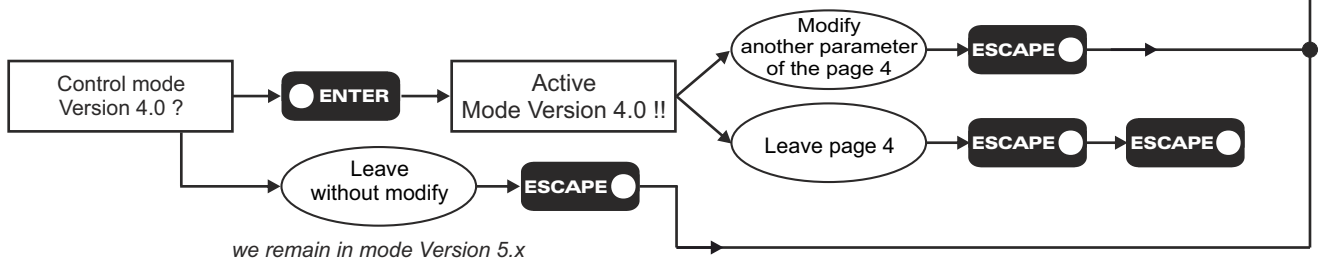 Control mode
Version 4.0 ?
ENTER
Active
Mode Version 4.0 !!
Modify
another parameter
of the page 4
ESCAPE
Leave page 4
ESCAPE
ESCAPE
Leave
without modify
ESCAPE
we remain in mode Version 5.x